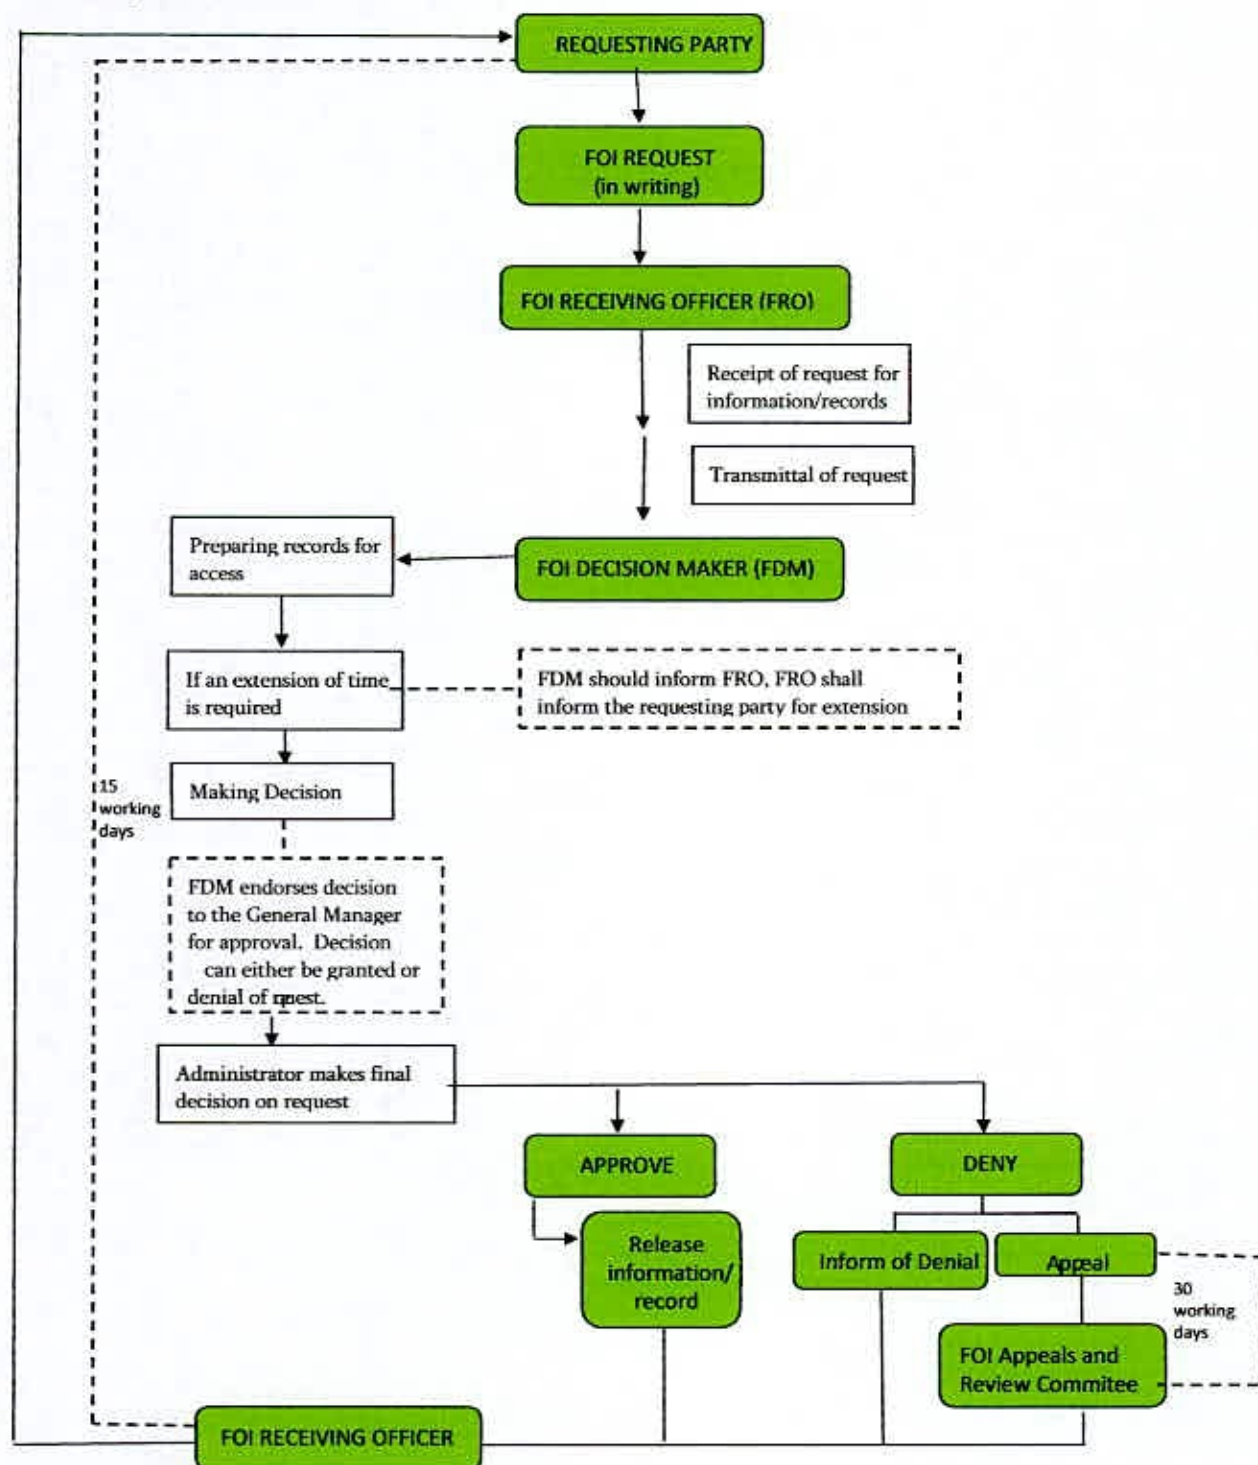 REQUESTING PARTY
FOI REQUEST
(in writing)
FOI RECEIVING OFFICER (FRO)
Receipt of request for
information/records
Transmittal of request
Preparing records for
access
FOI DECISION MAKER (FDM)
If an extension of time
is required
FDM should inform FRO, FRO shall
inform the requesting party for extension
15
working
days
Making Decision
FDM endorses decision
to the General Manager
for approval. Decision
can either be granted or
denial of
Administrator makes final
decision on request
APPROVE
DENY
Release
information/
record
Inform of Denial
Appeal
30
working
days
FOI Appeals and
Review Commitee
FOI RECEIVING OFFICER